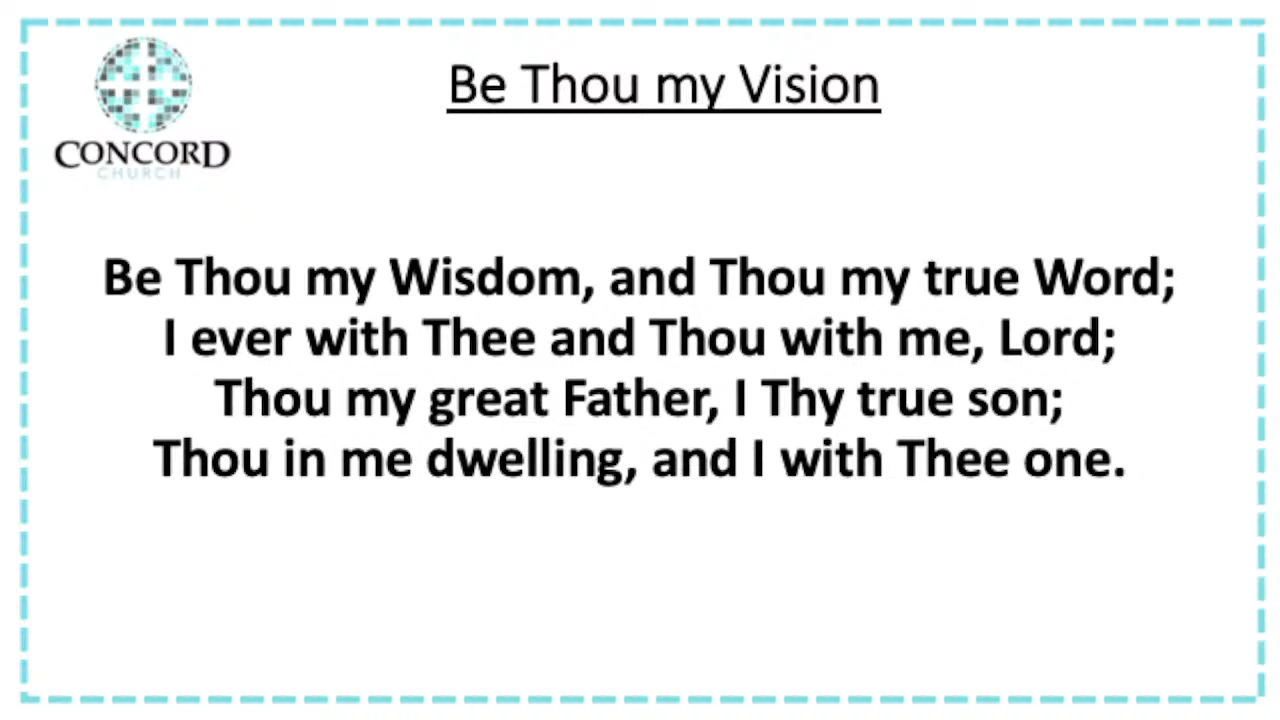 Be Thou my Vision
CONCORD
CHURCH
Be Thou my Wisdom, and Thou my true Word;
I ever with Thee and Thou with me, Lord;
Thou my great Father, I Thy true son;
Thou in me dwelling, and I with Thee one.